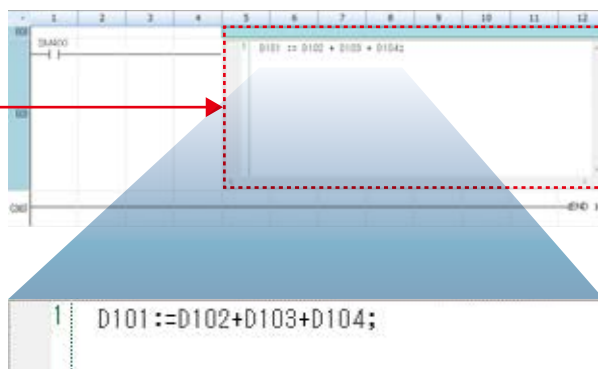 1 2 3 4 5 6 7 8 9 10 11 12
SM400
1 D101 := D102 + D103 + D104;
END
1 D101:=D102+D103+D104;